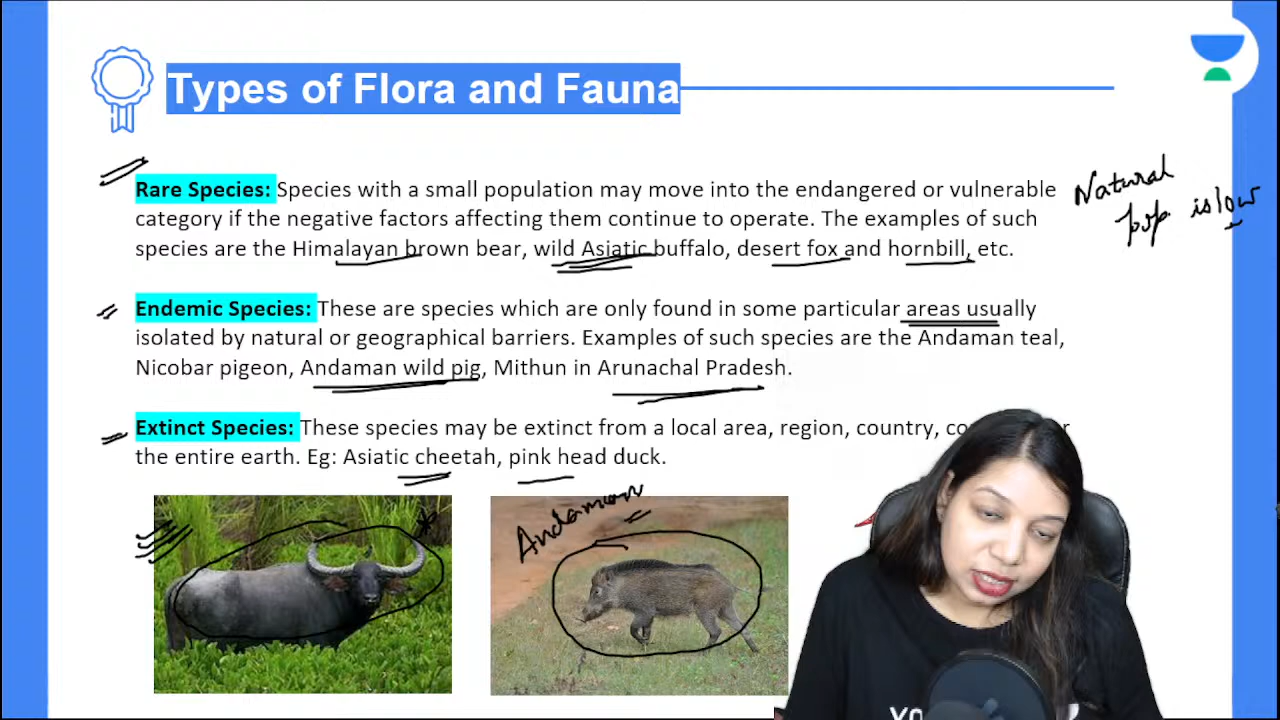 Types of Flora and Fauna
Rare Species: Species with a small population may move into the endangered or vulnerable
category if the negative factors affecting them continue to operate. The examples of such
species are the Himalayan brown bear, wild Asiatic buffalo, desert fox and hornbill, etc.
Natural
pop. is low
Endemic Species: These are species which are only found in some particular areas usually
isolated by natural or geographical barriers. Examples of such species are the Andaman teal,
Nicobar pigeon, Andaman wild pig, Mithun in Arunachal Pradesh.
Extinct Species: These species may be extinct from a local area, region, country,
the entire earth. Eg: Asiatic cheetah, pink head duck.
Andaman